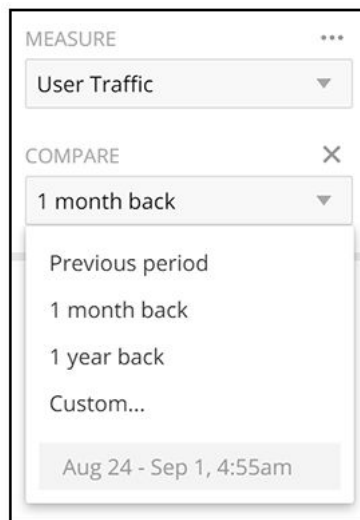 MEASURE
User Traffic
COMPARE
1 month back
Previous period
1 month back
1 year back
Custom...
Aug 24 - Sep 1, 4:55am